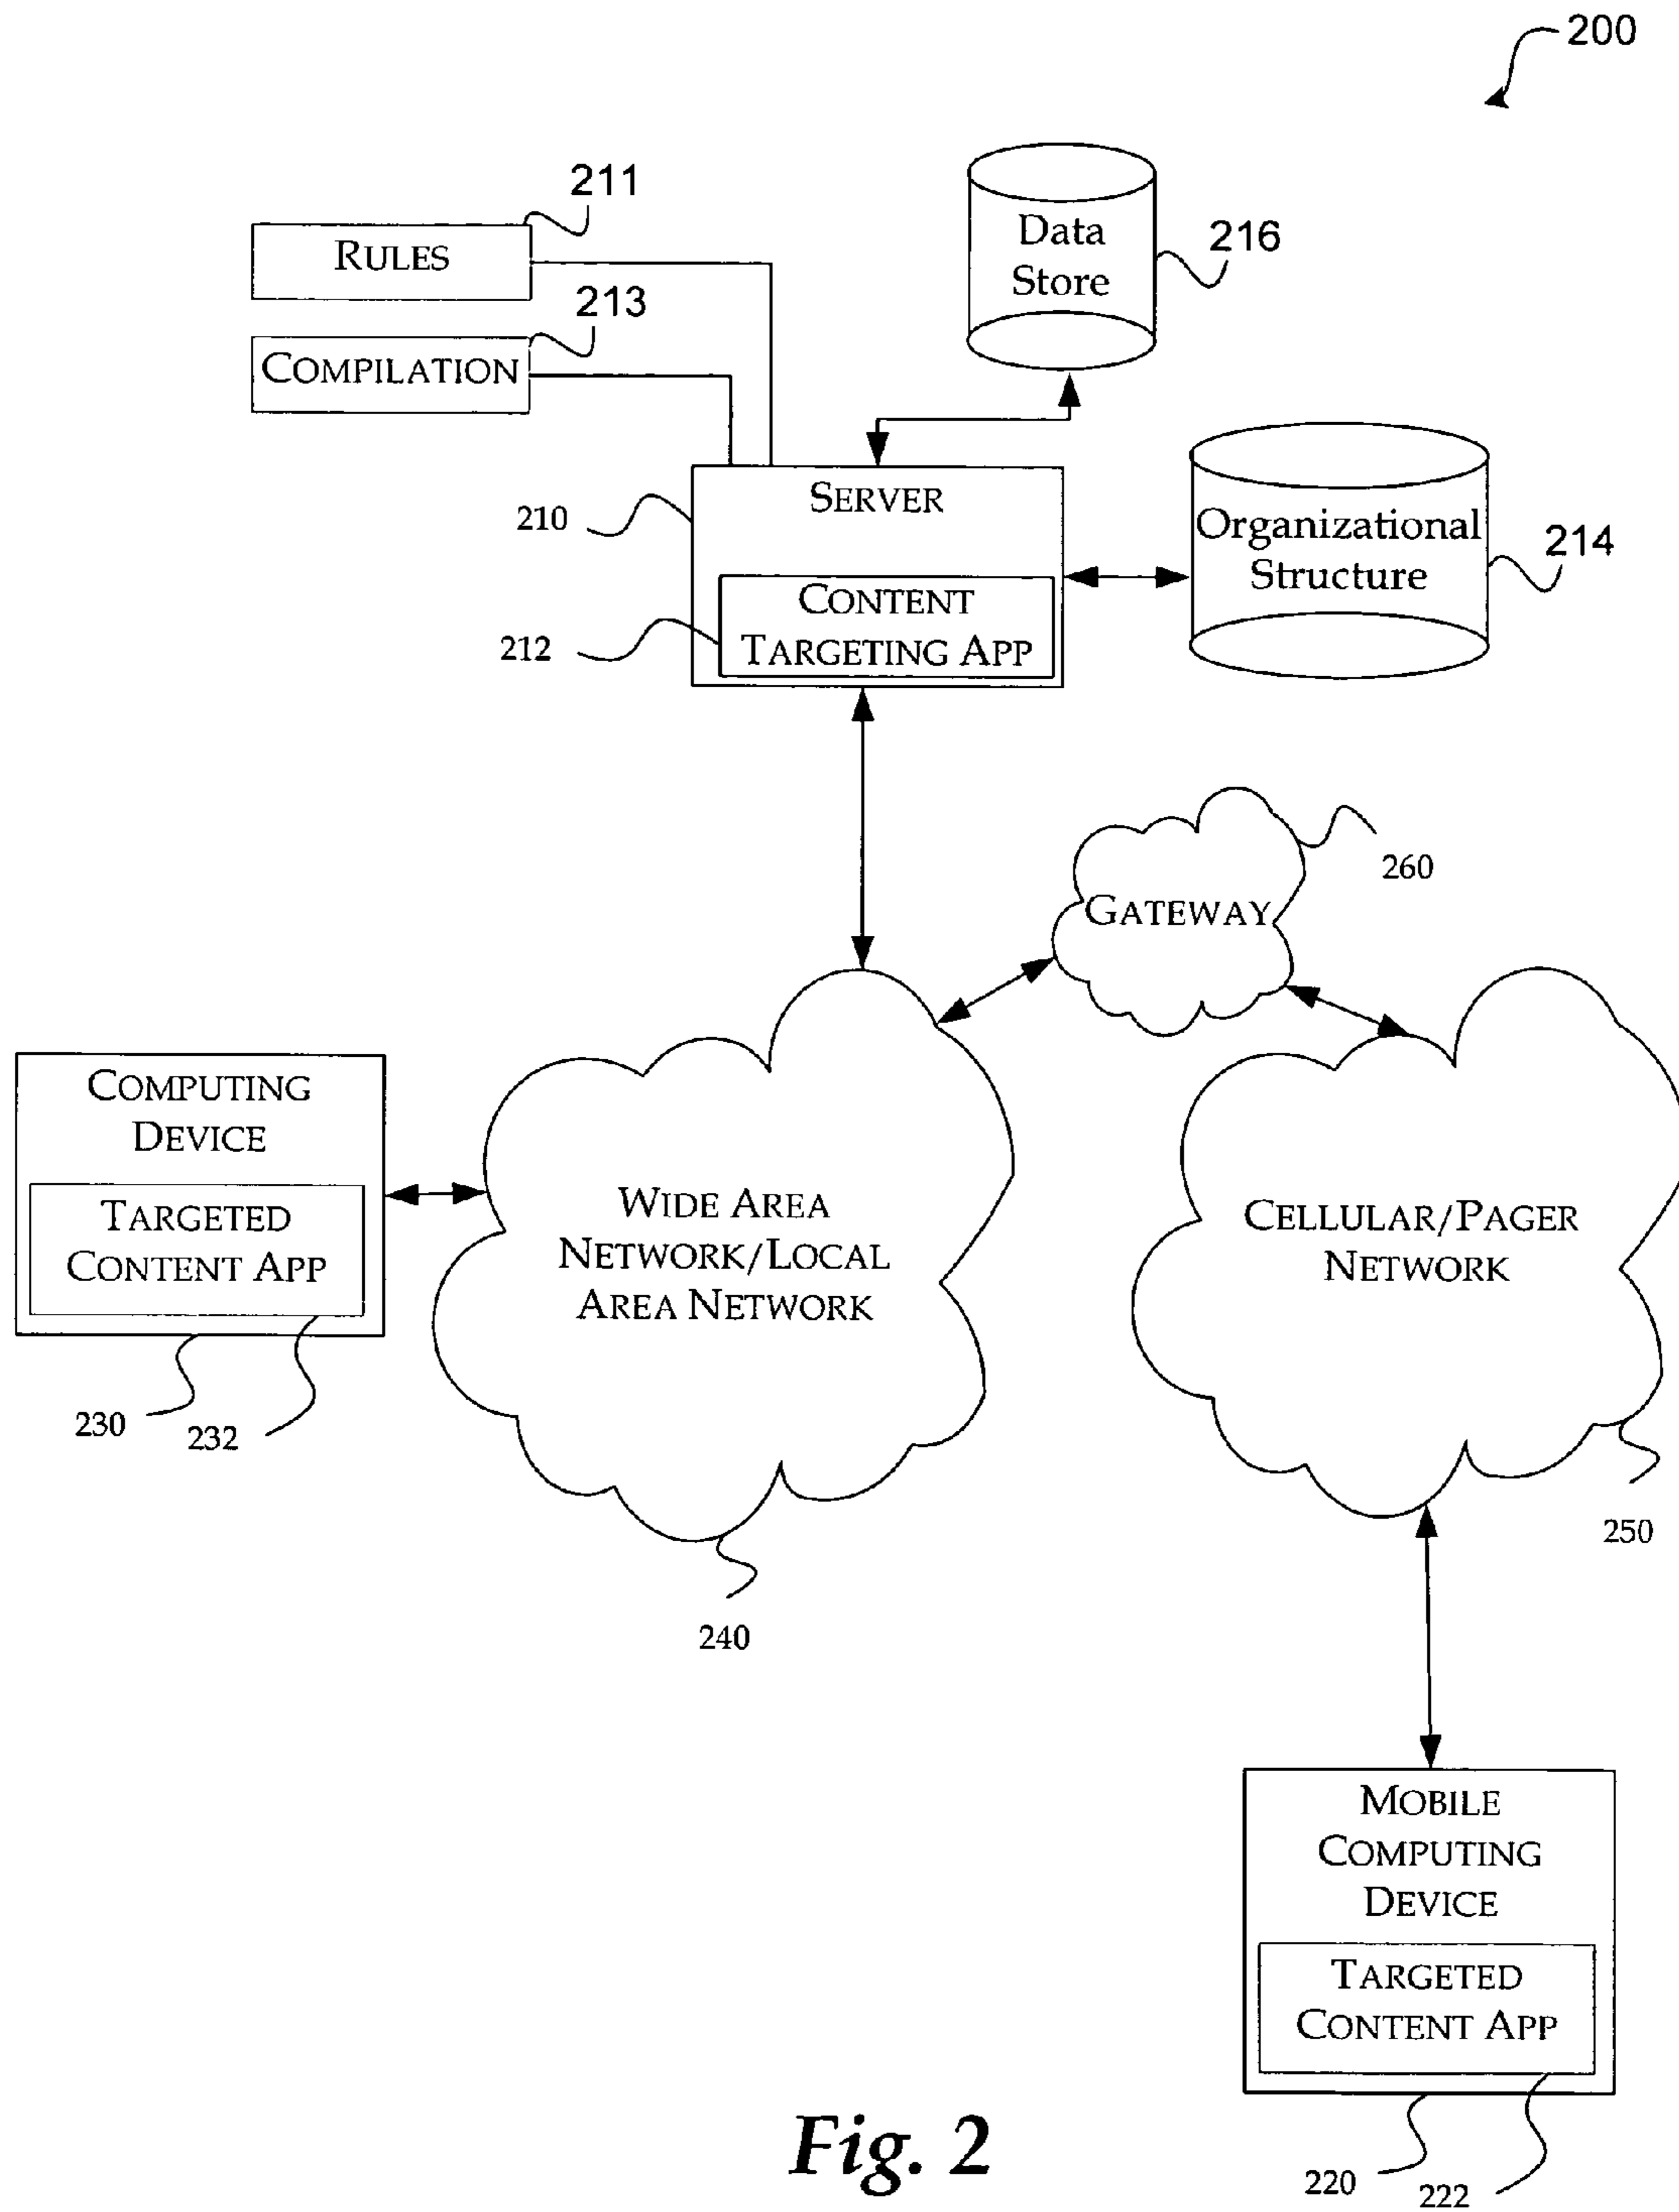 200
211
RULES
213
COMPILATION
Data
Store
216
SERVER
210
CONTENT
TARGETING APP
212
Organizational
Structure
214
GATEWAY
260
COMPUTING
DEVICE
TARGETED
CONTENT APP
230
232
WIDE AREA
NETWORK/LOCAL
AREA NETWORK
240
CELLULAR/PAGER
NETWORK
250
MOBILE
COMPUTING
DEVICE
TARGETED
CONTENT APP
220
222
Fig. 2